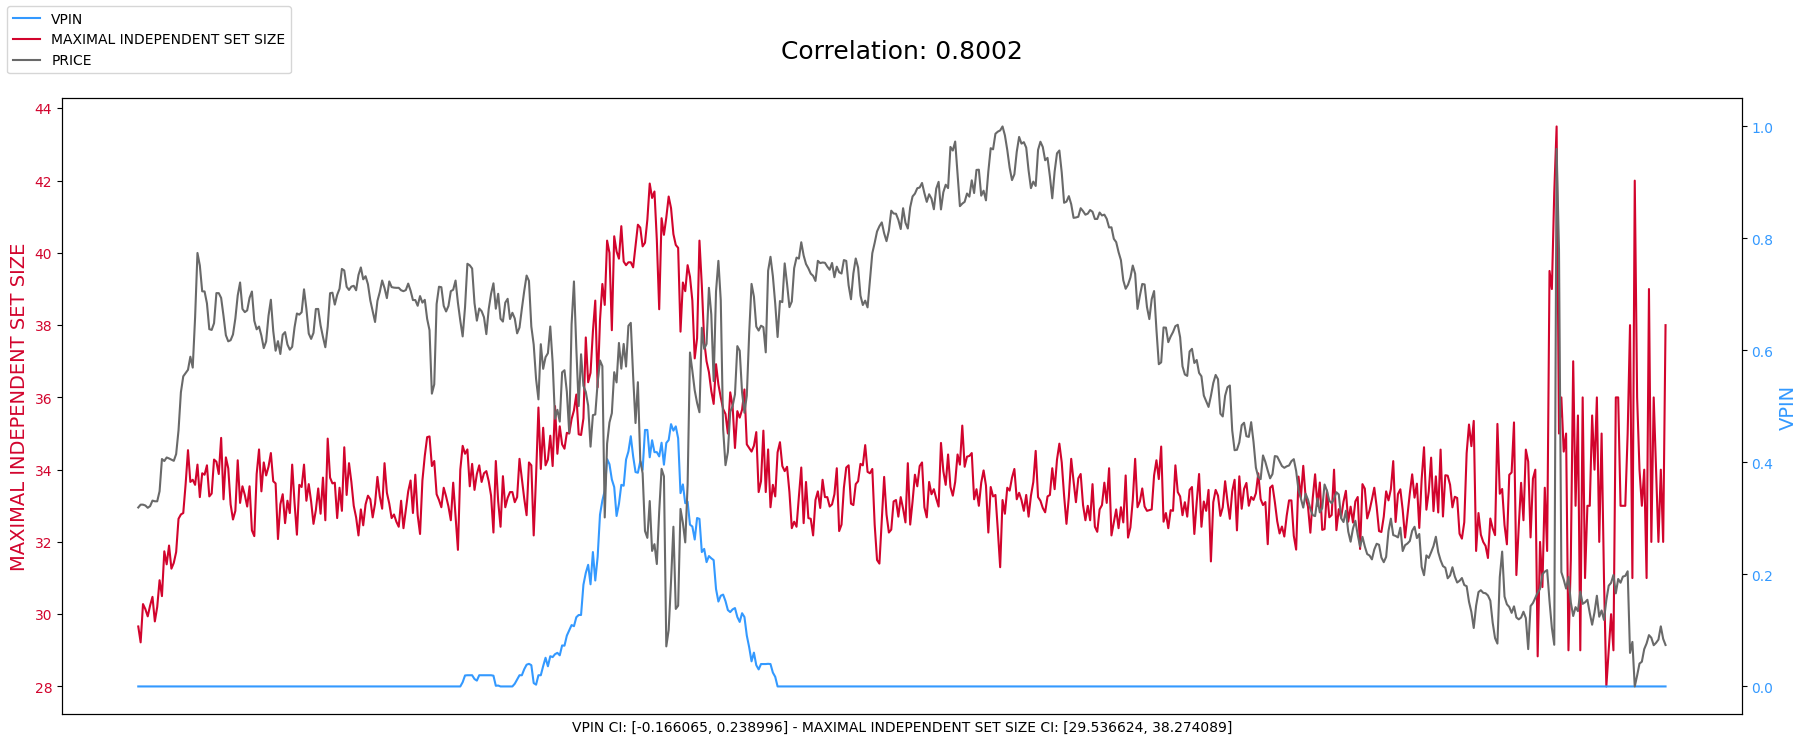 VPIN
MAXIMAL INDEPENDENT SET SIZE
PRICE
Correlation: 0.8002
MAXIMAL INDEPENDENT SET SIZE
44
42
40
38
36
34
32
30
28
1.0
0.8
0.6
0.4
0.2
0.0
VPIN
VPIN CI: [-0.166065, 0.238996] - MAXIMAL INDEPENDENT SET SIZE CI: [29.536624, 38.274089]